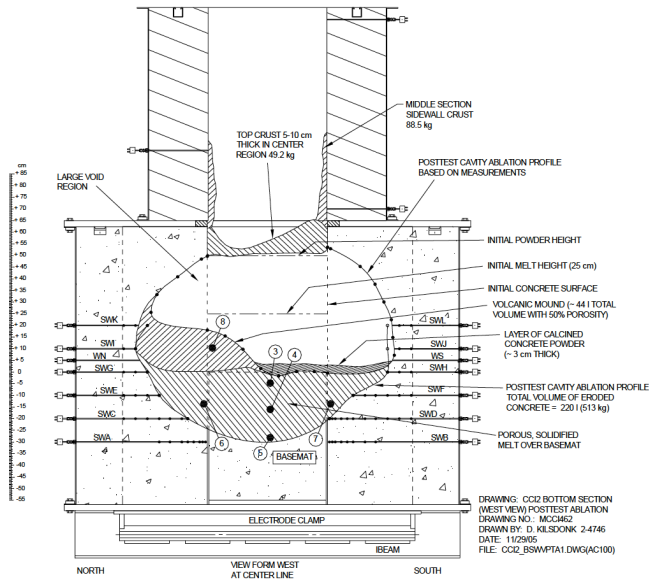 MIDDLE SECTION
SIDEWALL CRUST
88.5 kg
TOP CRUST 5-10 cm
THICK IN CENTER
REGION 49.2 kg
POSTTEST CAVITY ABLATION PROFILE
BASED ON MEASUREMENTS
LARGE VOID
REGION
cm
+85
+80
+75
+70
+65
+60
+55
+50
+45
+40
+35
+30
+25
+20
+15
+10
+5
0
-5
-10
-15
-20
-25
-30
-35
-40
-45
-50
-55
INITIAL POWDER HEIGHT
INITIAL MELT HEIGHT (25 cm)
INITIAL CONCRETE SURFACE
VOLCANIC MOUND (~ 44 l TOTAL
VOLUME WITH 50% POROSITY)
LAYER OF CALCINED
CONCRETE POWDER
(~ 3 cm THICK)
POSTTEST CAVITY ABLATION PROFILE
TOTAL VOLUME OF ERODED
CONCRETE = 220 l (513 kg)
POROUS, SOLIDIFIED
MELT OVER BASEMAT
SWK
SWI
WN
SWG
SWE
SWC
SWA
SWL
SWJ
WS
SWH
SWF
SWD
SWB
8
3
4
6
5
7
BASEMAT
ELECTRODE CLAMP
IBEAM
NORTH
VIEW FORM WEST
AT CENTER LINE
SOUTH
DRAWING: CCI2 BOTTOM SECTION
(WEST VIEW) POSTTEST ABLATION
DRAWING NO.: MCCI462
DRAWN BY: D. KILSDONK 2-4746
DATE: 11/29/05
FILE: CCI2_BSWVPTA1.DWG(AC100)